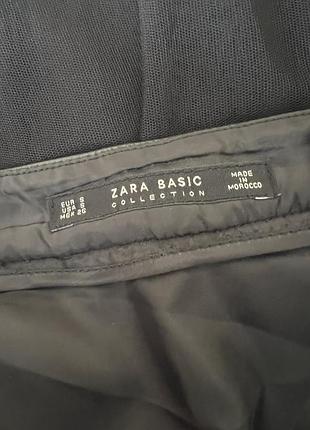 EUR S
USA S
MEX 26
ZARA BASIC
COLLECTION
MADE
IN
MOROCCO